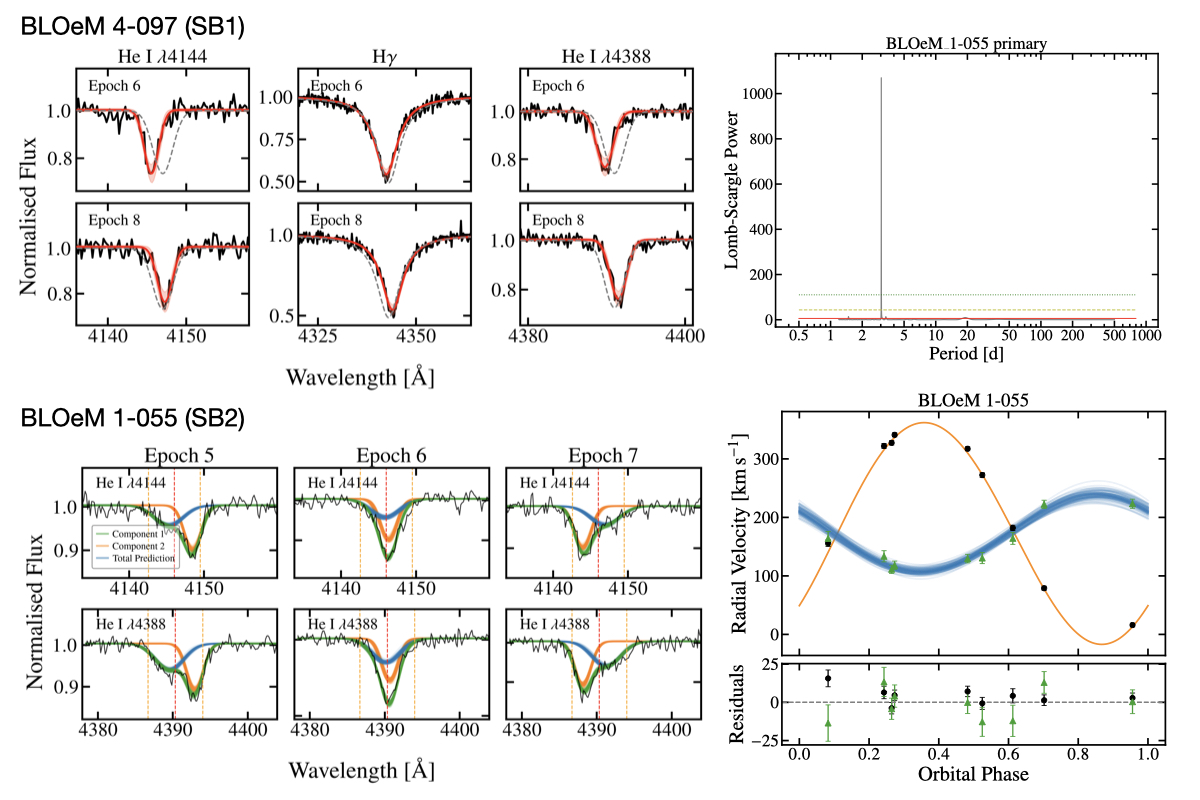 BLOeM 4-097 (SB1)
He I λ4144
Hγ
He I λ4388
Epoch 6
Epoch 6
Epoch 6
1.0
0.8
1.00
0.75
0.50
1.0
0.8
Epoch 8
Epoch 8
Epoch 8
1.0
0.8
1.0
0.5
1.0
0.8
4140
4150
4325
4350
4380
4400
Normalised Flux
Wavelength [Å]
BLOeM 1-055 primary
1000
800
600
400
200
0
0.5
1
2
5
10
20
50
100
200
500
1000
Lomb-Scargle Power
Period [d]
BLOeM 1-055 (SB2)
Epoch 5
Epoch 6
Epoch 7
He I λ4144
He I λ4144
He I λ4144
1.0
0.9
Component 1
Component 2
Total Prediction
4140
4150
4140
4150
4140
4150
He I λ4388
He I λ4388
He I λ4388
1.0
0.9
4380
4390
4400
4380
4390
4400
4380
4390
4400
Normalised Flux
Wavelength [Å]
BLOeM 1-055
300
200
100
0
Radial Velocity [km s⁻¹]
25
0
−25
Residuals
0.0
0.2
0.4
0.6
0.8
1.0
Orbital Phase